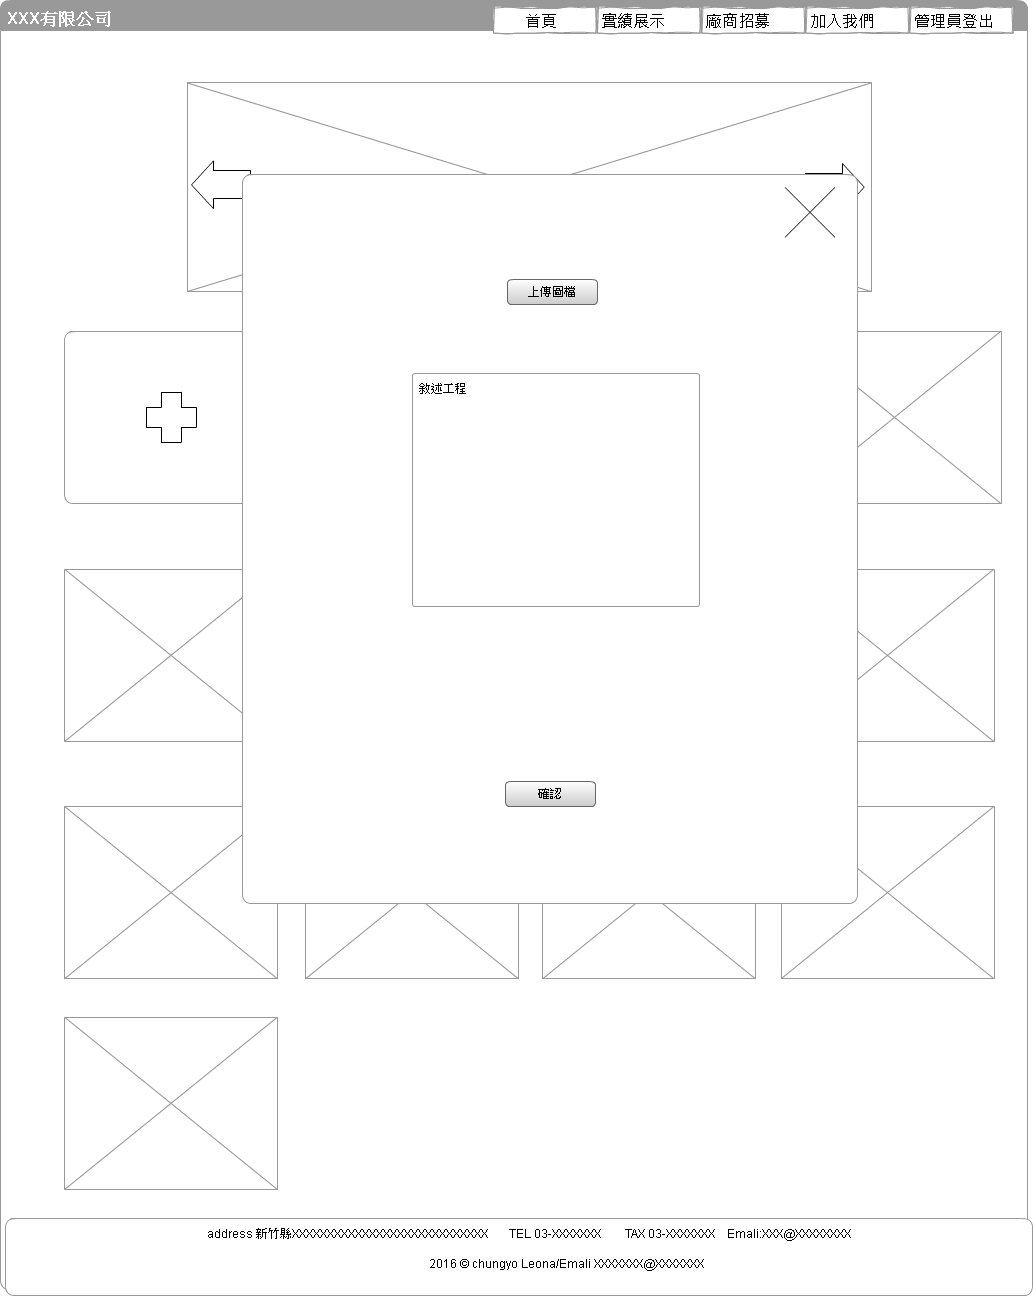 XXX有限公司
首頁 實績展示 廠商招募 加入我們 管理員登出
上傳圖檔
敘述工程
確認
address 新竹縣XXXXXXXXXXXXXXXXXXXXXXXXXX TEL 03-XXXXXXX TAX 03-XXXXXXX Emali:XXX@XXXXXXXX
2016 © chungyo Leona/Emali XXXXXXX@XXXXXXX